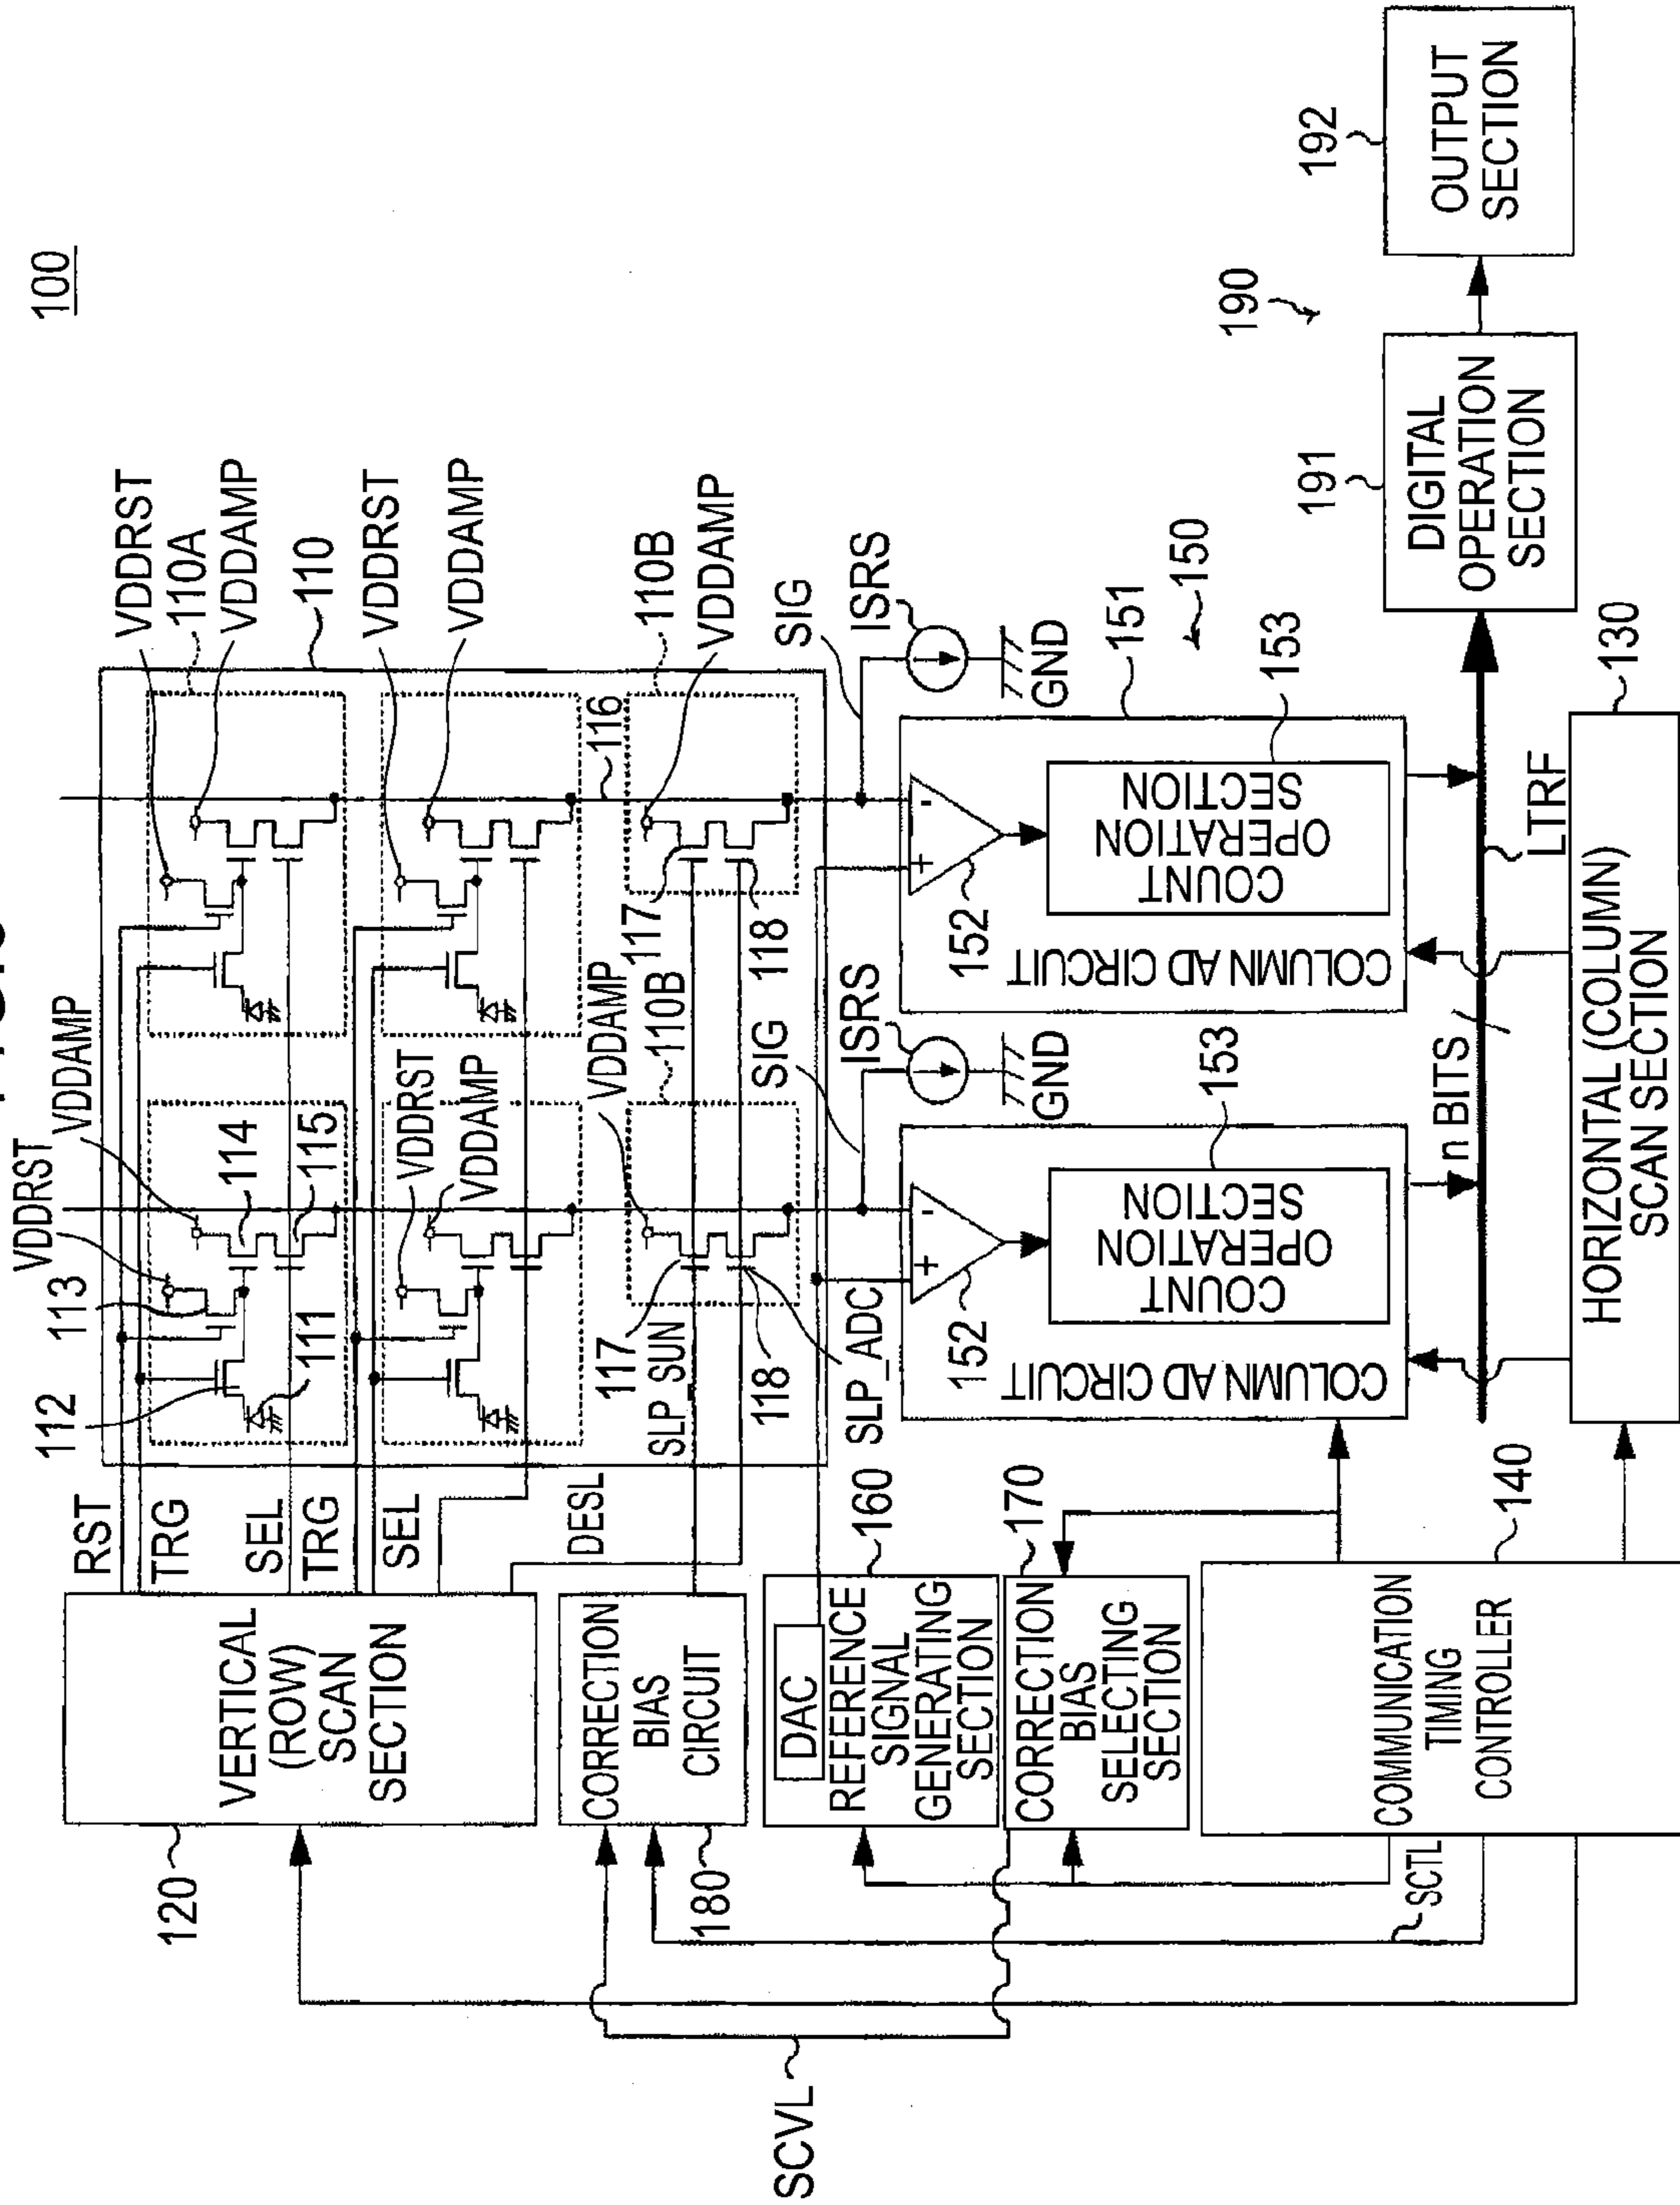 100
VDDRST
VDDAMP
113
112
114
115
111
VDDRST
110A
VDDAMP
110
VDDRST
VDDAMP
VDDRST
VDDAMP
116
110B
VDDAMP
VDDAMP
110B
117
118
117
118
SLP_SUN
SLP_ADC
RST
TRG
SEL
TRG
SEL
DESL
VERTICAL
(ROW)
SCAN
SECTION
120
CORRECTION
BIAS
CIRCUIT
180
DAC
REFERENCE
SIGNAL
GENERATING
SECTION
160
CORRECTION
BIAS
SELECTING
SECTION
170
COMMUNICATION
TIMING
CONTROLLER
140
SCTL
SCVL
SIG
ISRS
GND
SIG
ISRS
GND
150
151
+
-
152
COUNT
OPERATION
SECTION
153
COLUMN AD CIRCUIT
+
-
152
COUNT
OPERATION
SECTION
153
COLUMN AD CIRCUIT
n BITS
LTRF
HORIZONTAL (COLUMN)
SCAN SECTION
130
190
191
DIGITAL
OPERATION
SECTION
192
OUTPUT
SECTION